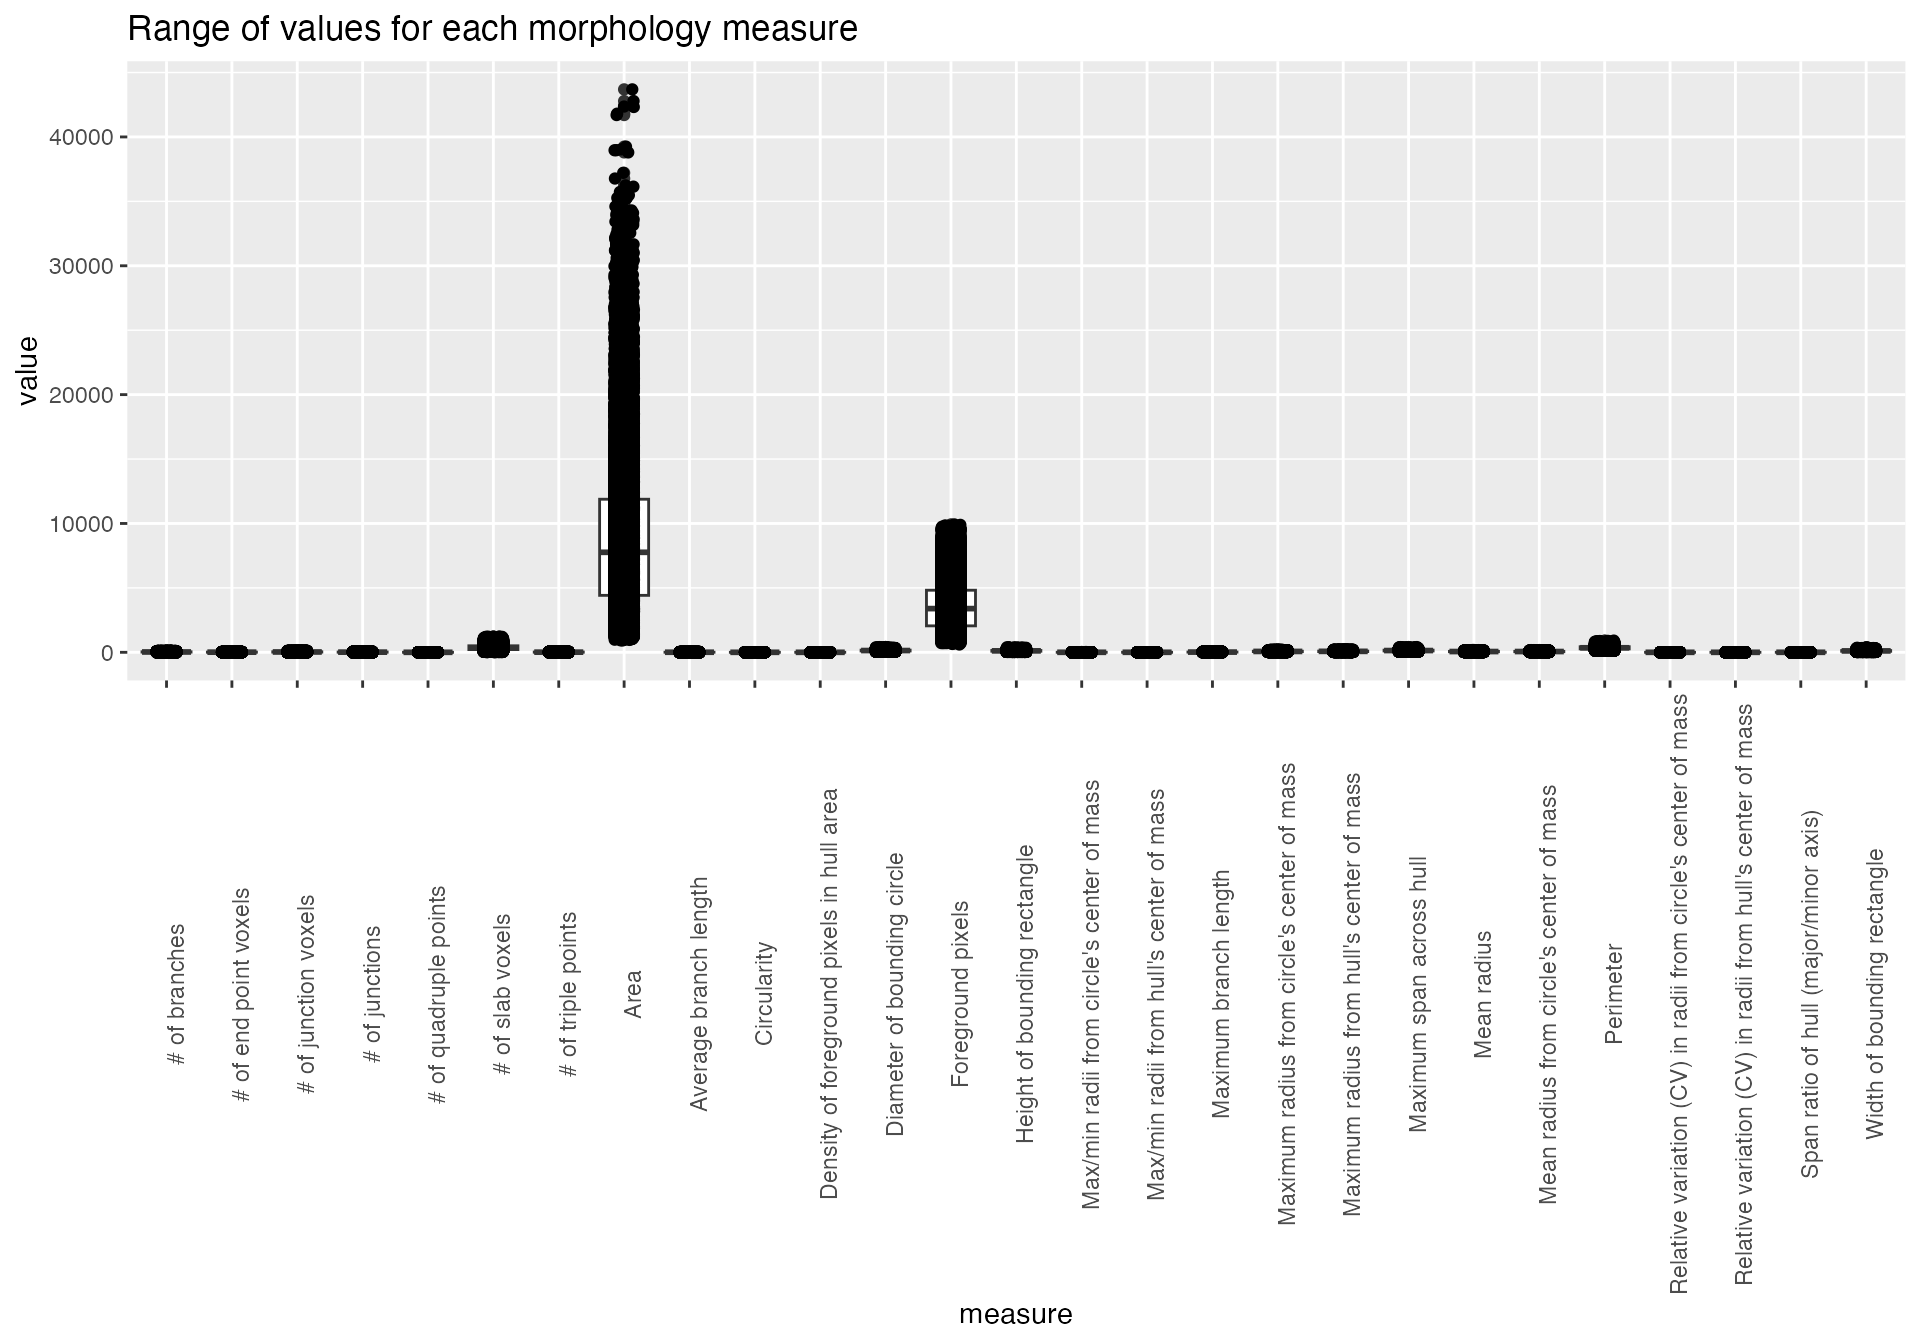 Range of values for each morphology measure
value
40000
30000
20000
10000
0
# of branches
# of end point voxels
# of junction voxels
# of junctions
# of quadruple points
# of slab voxels
# of triple points
Area
Average branch length
Circularity
Density of foreground pixels in hull area
Diameter of bounding circle
Foreground pixels
Height of bounding rectangle
Max/min radii from circle's center of mass
Max/min radii from hull's center of mass
Maximum branch length
Maximum radius from circle's center of mass
Maximum radius from hull's center of mass
Maximum span across hull
Mean radius
Mean radius from circle's center of mass
Perimeter
Relative variation (CV) in radii from circle's center of mass
Relative variation (CV) in radii from hull's center of mass
Span ratio of hull (major/minor axis)
Width of bounding rectangle
measure